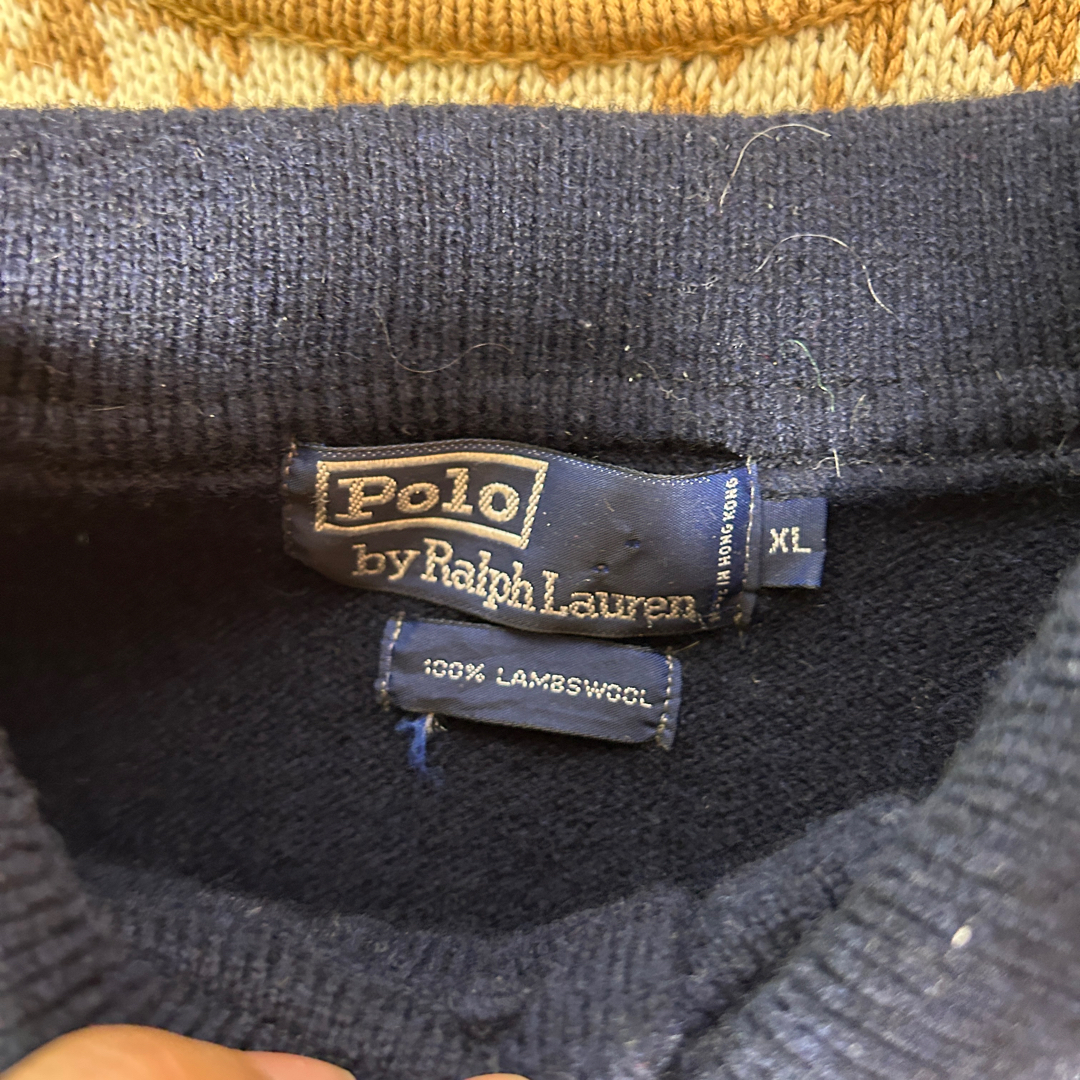 Polo
by Ralph Lauren
IN HONG KONG
XL
100% LAMBSWOOL